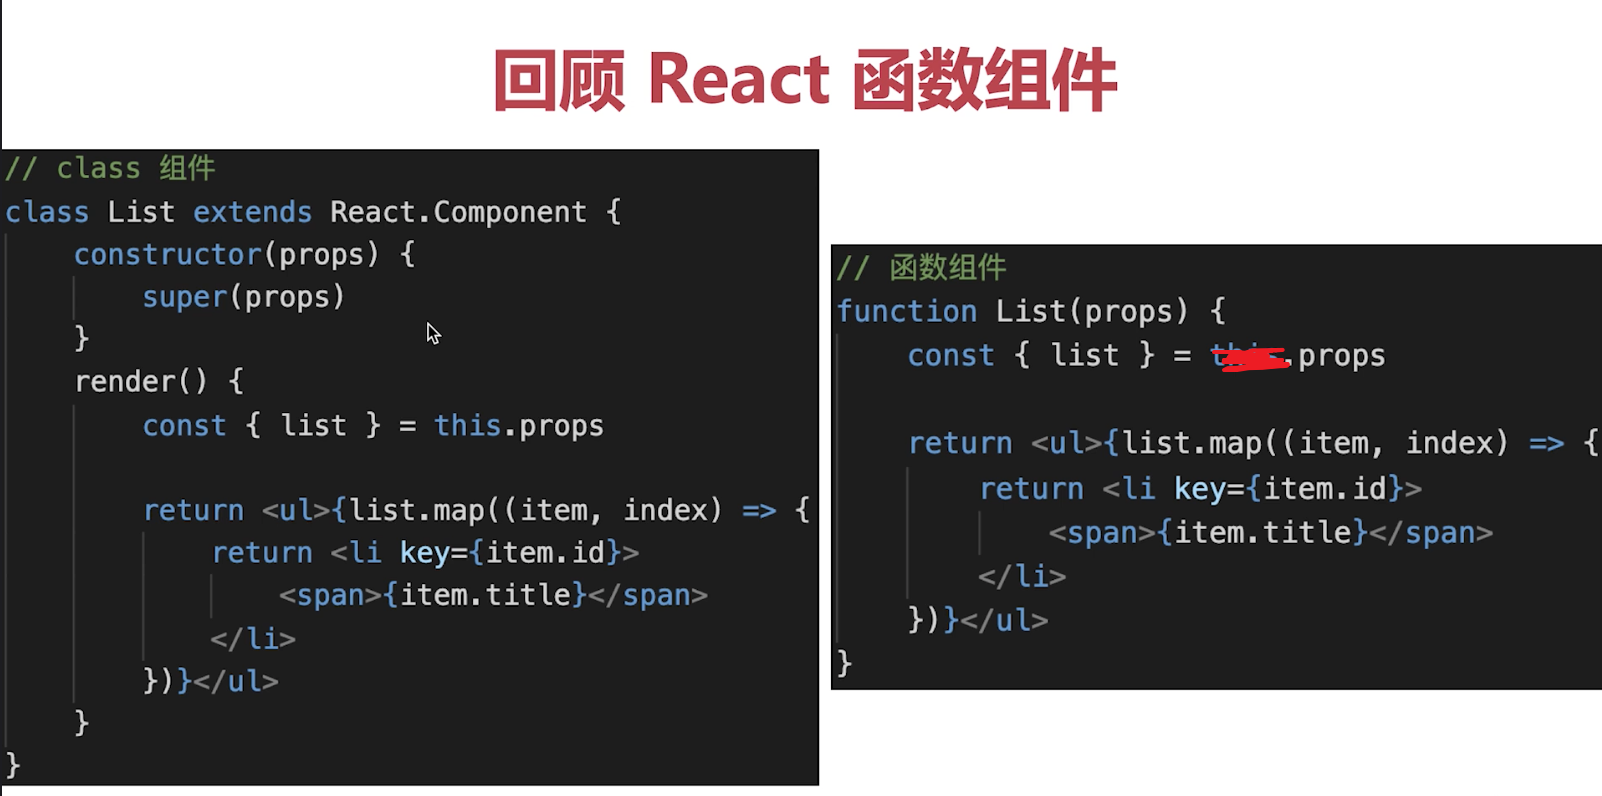 回顾 React 函数组件
// class 组件
class List extends React.Component {
constructor(props) {
super(props)
}
render() {
const { list } = this.props
return <ul>{list.map((item, index) => {
return <li key={item.id}>
<span>{item.title}</span>
</li>
})}</ul>
}
}
// 函数组件
function List(props) {
const { list } = this.props
return <ul>{list.map((item, index) => {
return <li key={item.id}>
<span>{item.title}</span>
</li>
})}</ul>
}